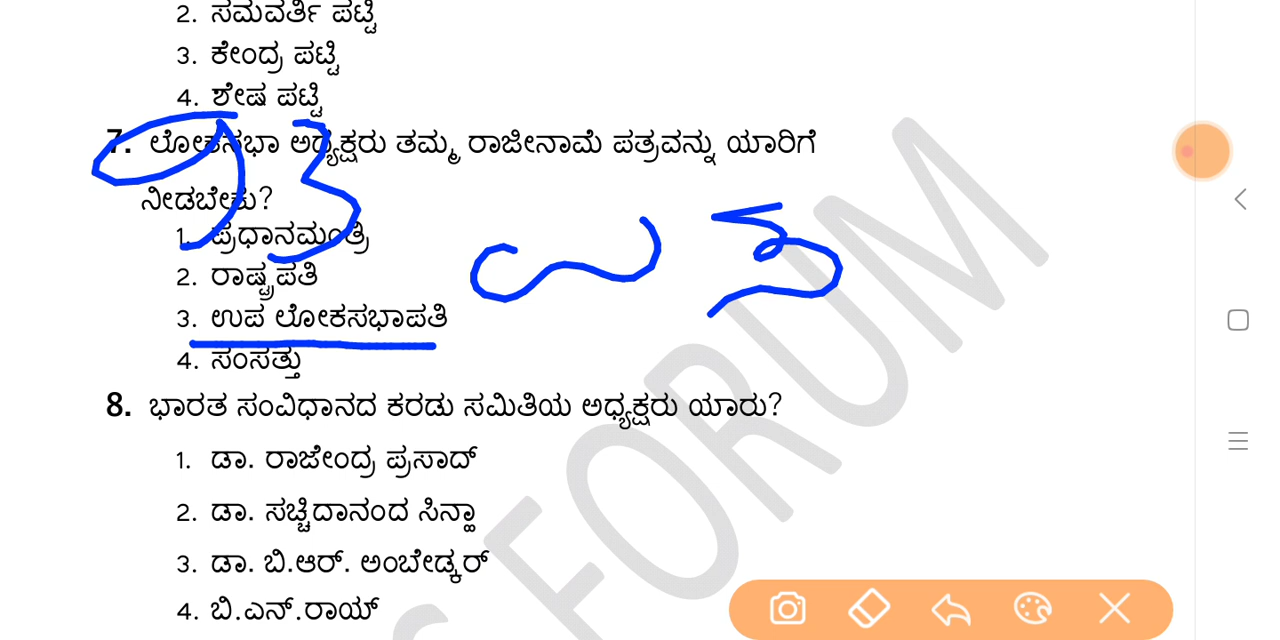 2. ಸಮವರ್ತಿ ಪಟ್ಟಿ
3. ಕೇಂದ್ರ ಪಟ್ಟಿ
4. ಶೇಷ ಪಟ್ಟಿ
7. ಲೋಕಸಭಾ ಅಧ್ಯಕ್ಷರು ತಮ್ಮ ರಾಜೀನಾಮೆ ಪತ್ರವನ್ನು ಯಾರಿಗೆ
ನೀಡಬೇಕು?
1. ಪ್ರಧಾನಮಂತ್ರಿ
2. ರಾಷ್ಟ್ರಪತಿ
3. ಉಪ ಲೋಕಸಭಾಪತಿ
4. ಸಂಸತ್ತು
8. ಭಾರತ ಸಂವಿಧಾನದ ಕರಡು ಸಮಿತಿಯ ಅಧ್ಯಕ್ಷರು ಯಾರು?
1. ಡಾ. ರಾಜೇಂದ್ರ ಪ್ರಸಾದ್
2. ಡಾ. ಸಚ್ಚಿದಾನಂದ ಸಿನ್ಹಾ
3. ಡಾ. ಬಿ.ಆರ್. ಅಂಬೇಡ್ಕರ್
4. ಬಿ.ಎನ್.ರಾಯ್
FORUM